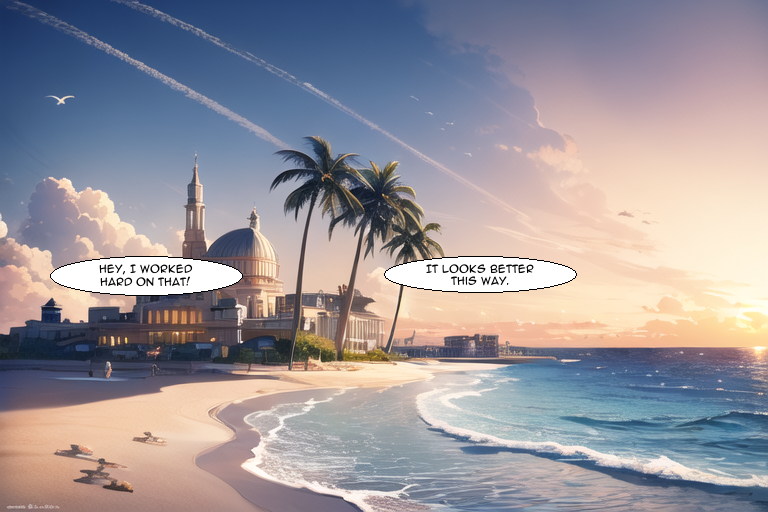 HEY, I WORKED
HARD ON THAT!
IT LOOKS BETTER
THIS WAY.